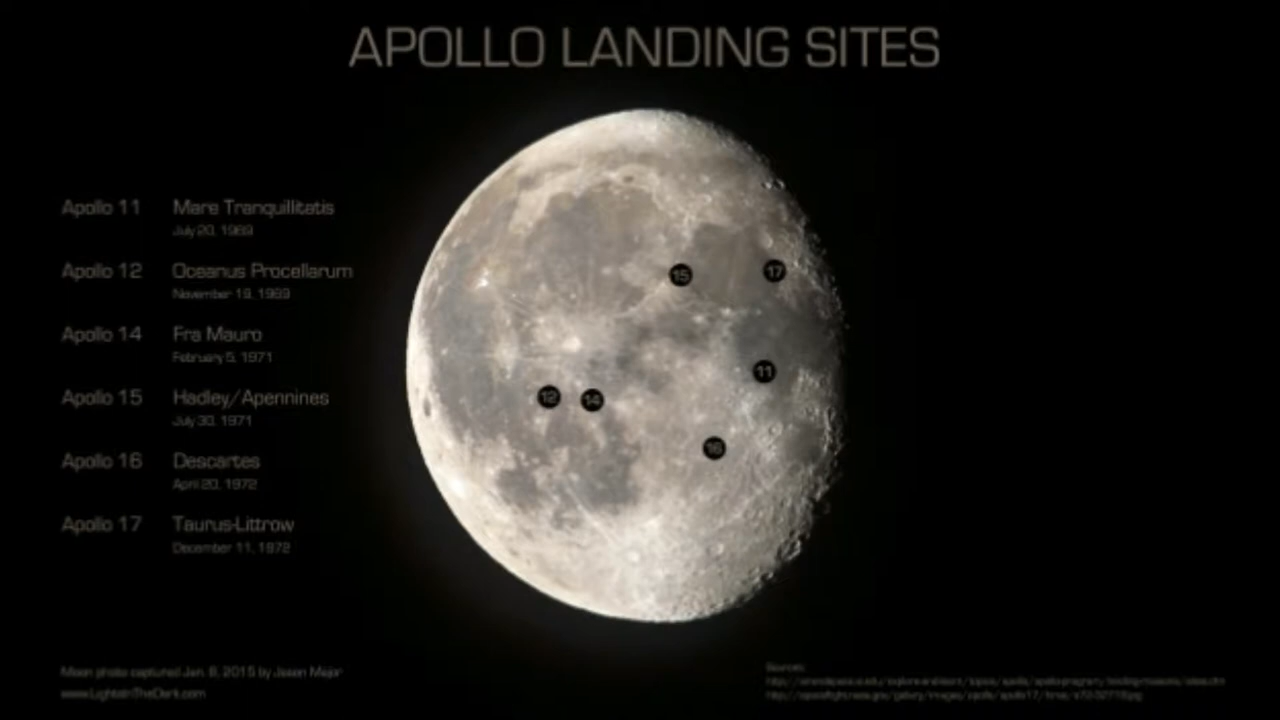 APOLLO LANDING SITES
Apollo 11 Mare Tranquillitatis
July 20, 1969
Apollo 12 Oceanus Procellarum
November 19, 1969
Apollo 14 Fra Mauro
February 5, 1971
Apollo 15 Hadley/Apennines
July 30, 1971
Apollo 16 Descartes
April 20, 1972
Apollo 17 Taurus-Littrow
December 11, 1972
15
17
11
12
14
16
Moon photo captured Jan. 8, 2015 by Jason Major
www.LightsInTheDark.com
Sources: